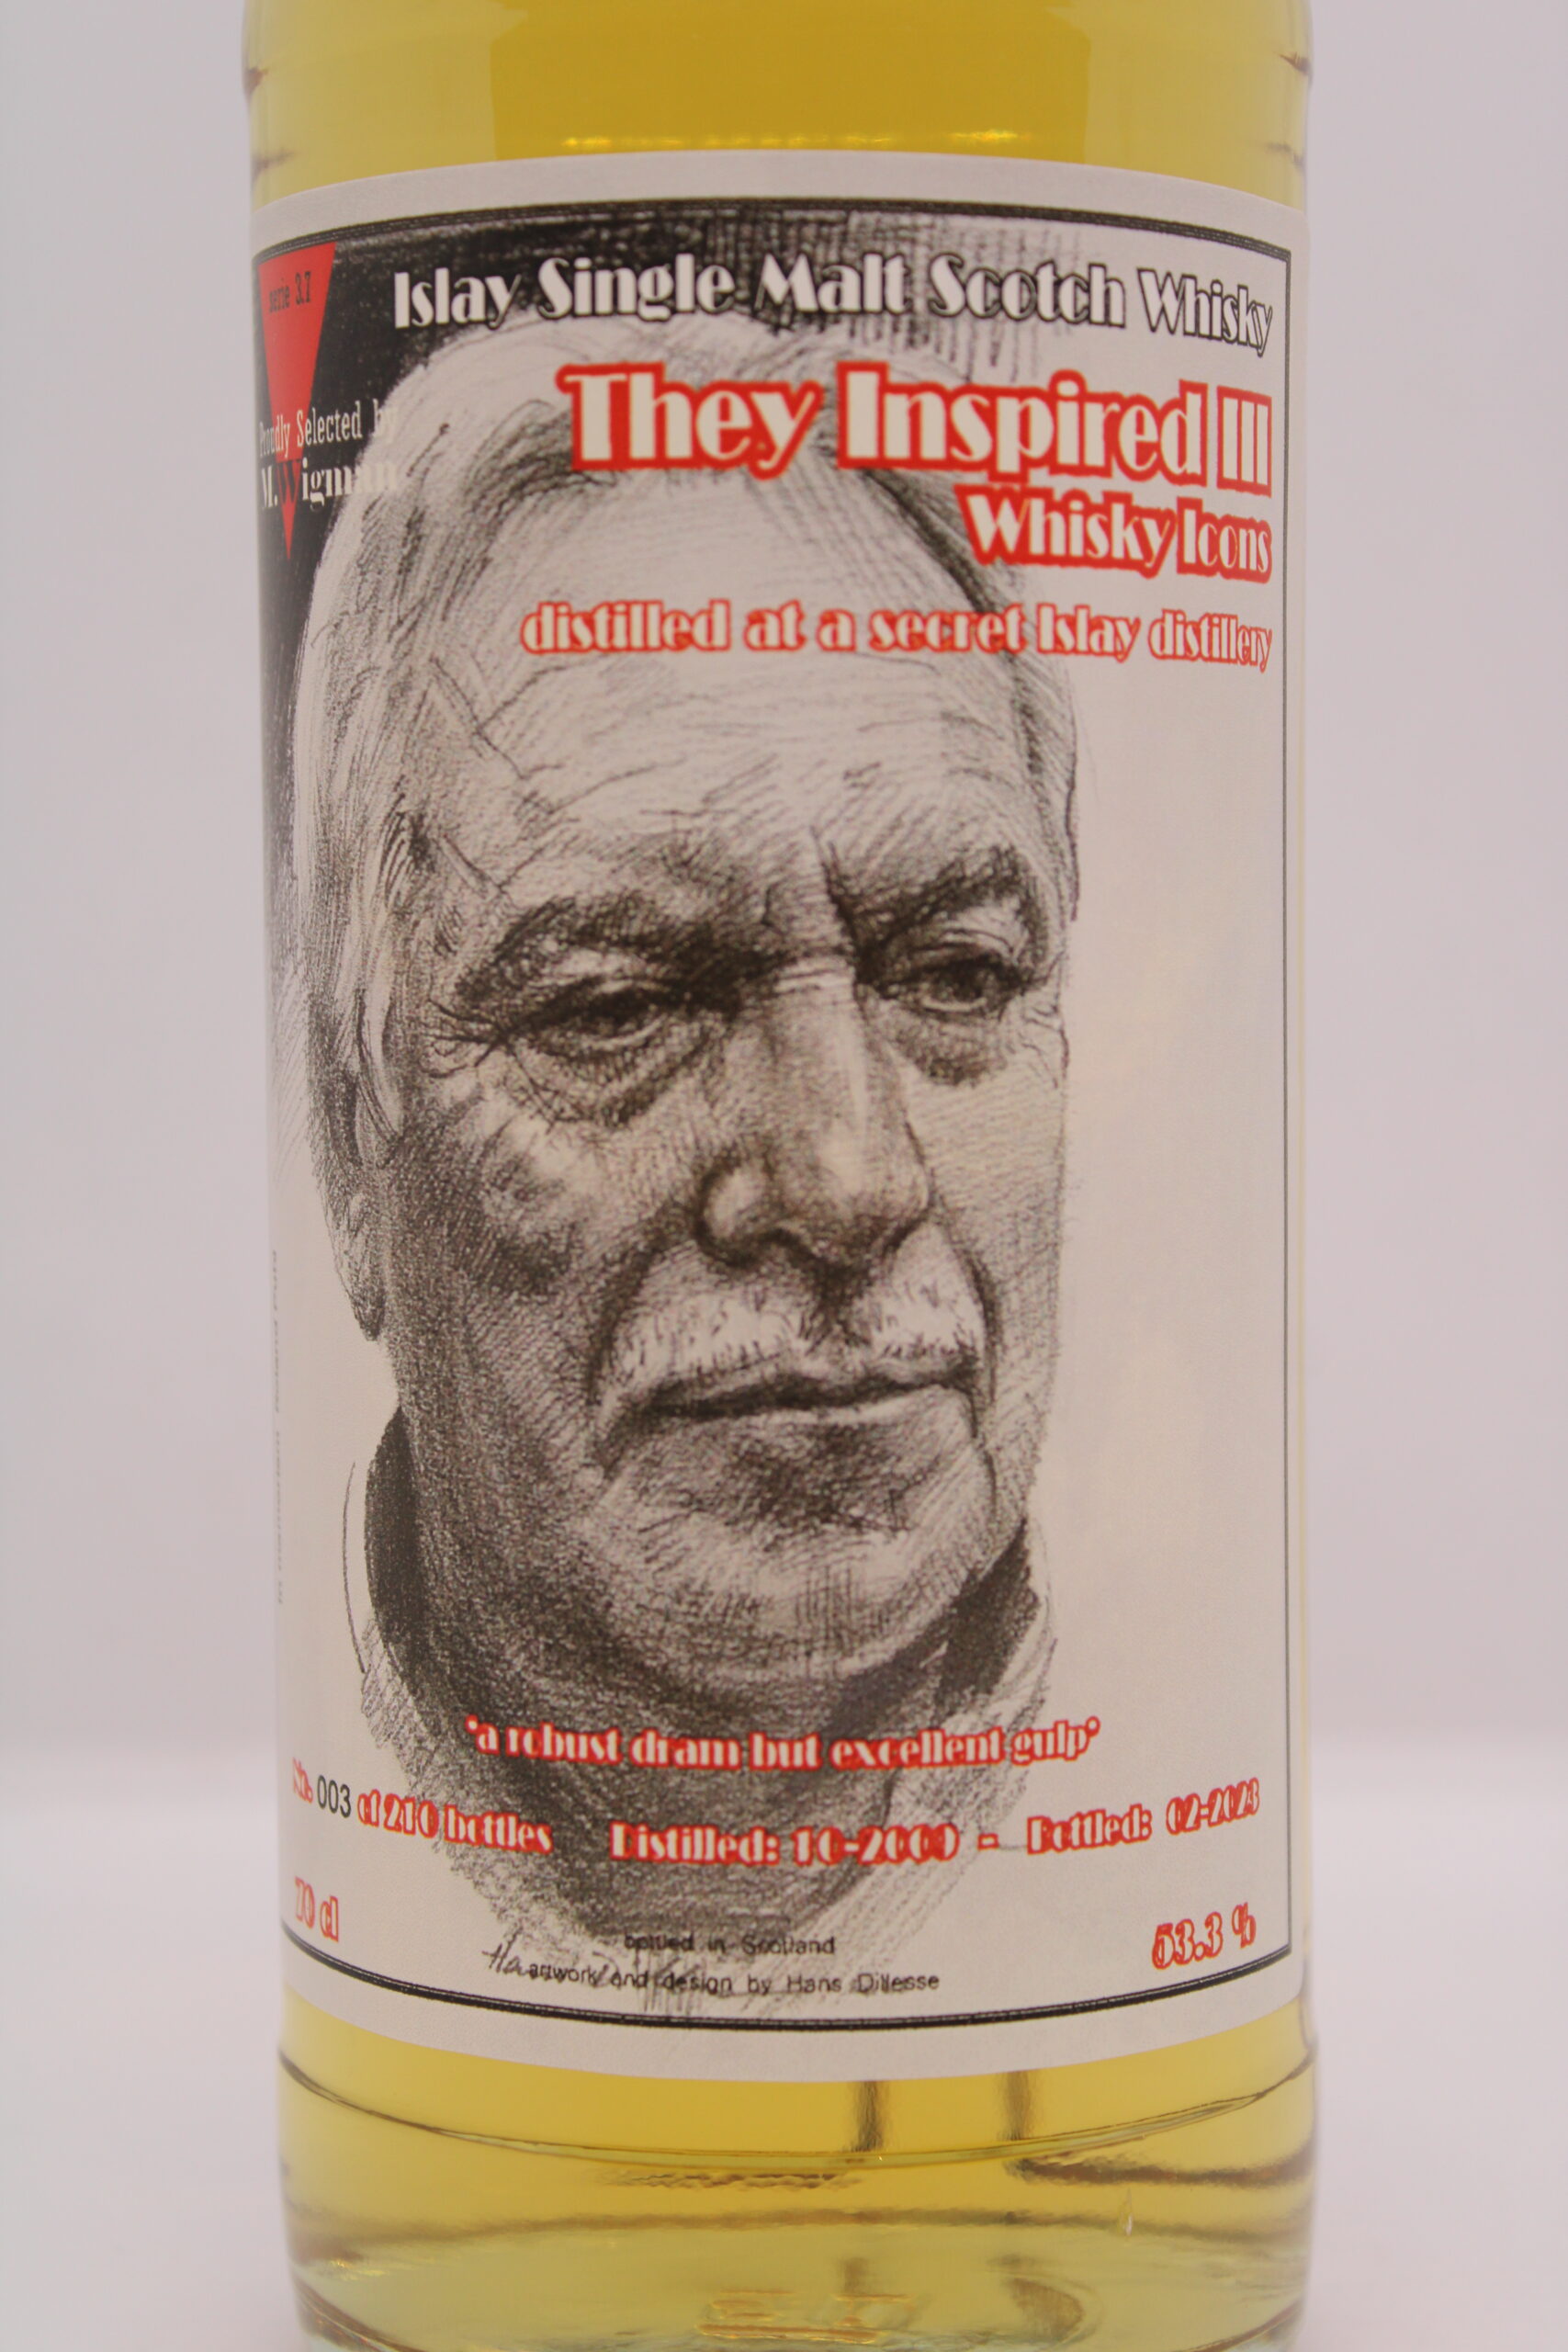 serie 3.7
Islay Single Malt Scotch Whisky
They Inspired III
Proudly Selected by
M.Wigman
Whisky Icons
distilled at a secret Islay distillery
"a robust dram but excellent gulp"
No. 003 of 210 bottles Distilled: 10-2009 - Bottled: 02-2023
70 cl
53.3 %
bottled in Scotland
artwork and design by Hans Dillesse